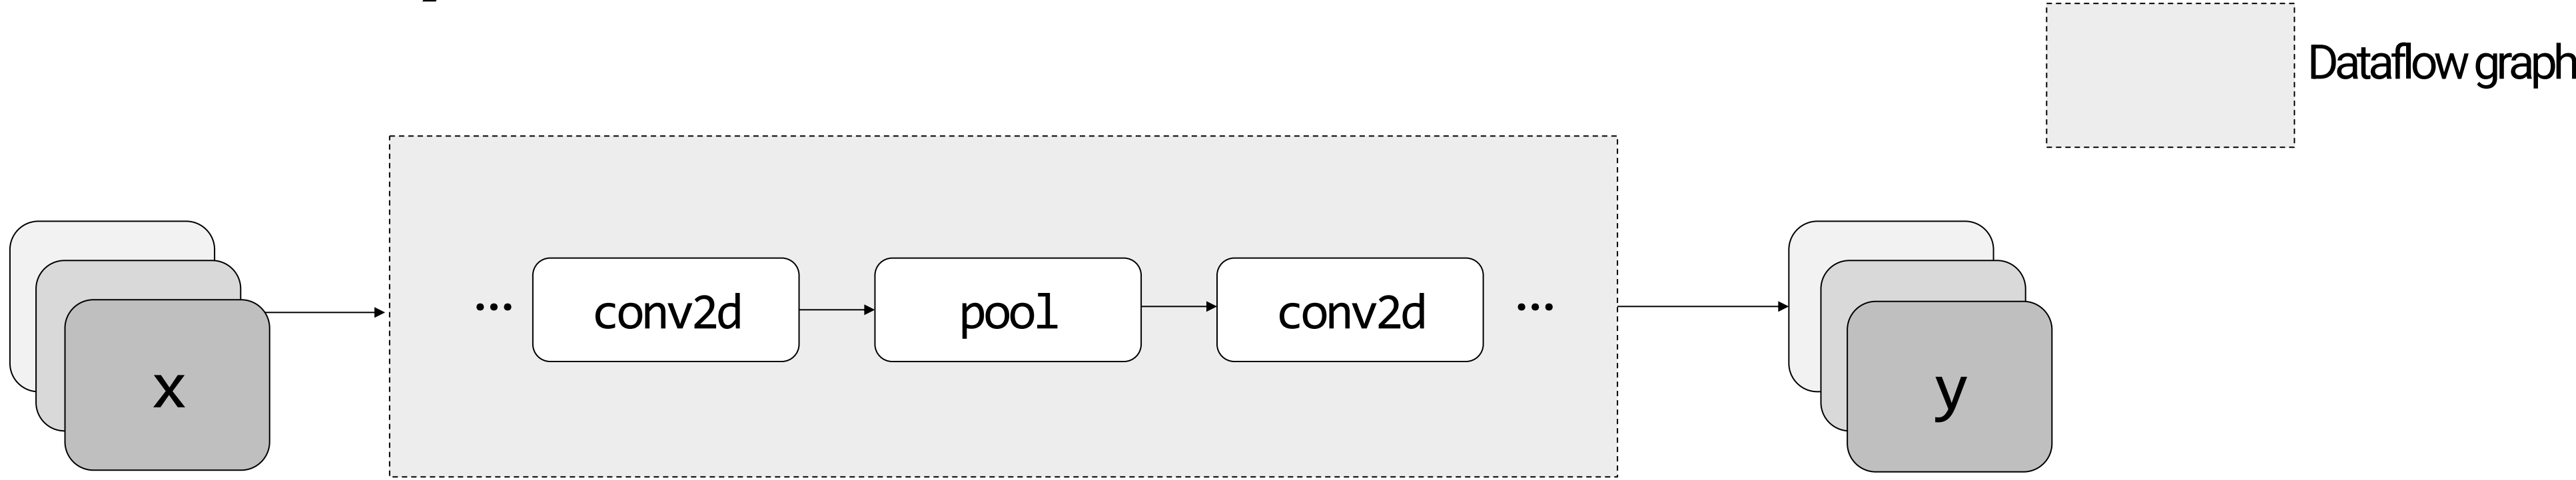 Dataflow graph
... conv2d pool conv2d ...
x
y